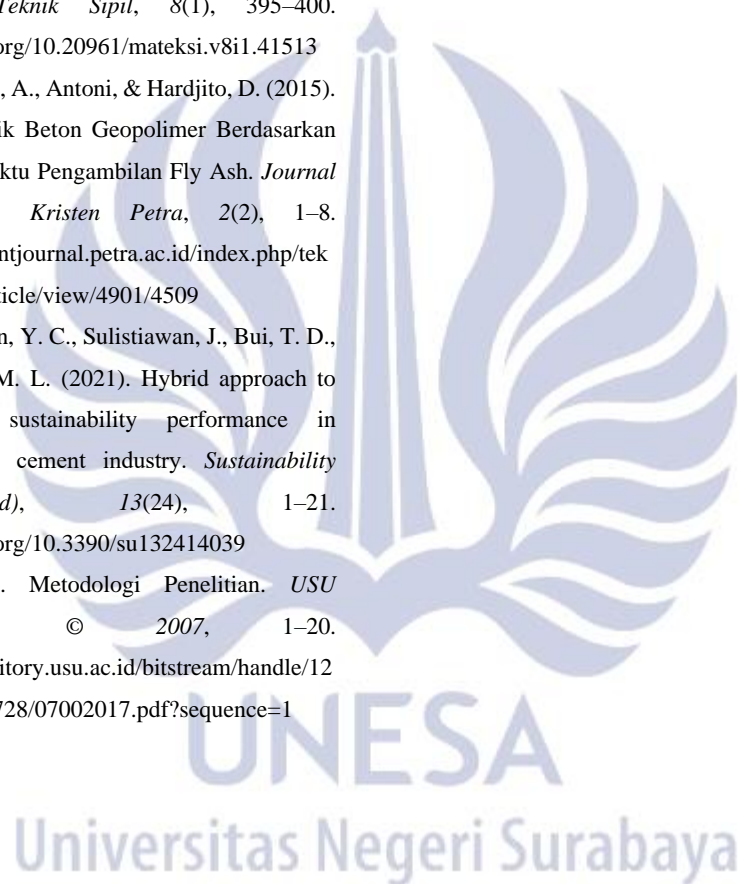 Teknik Sipil, 8(1), 395–400.
org/10.20961/mateksi.v8i1.41513
, A., Antoni, & Hardjito, D. (2015).
ik Beton Geopolimer Berdasarkan
ktu Pengambilan Fly Ash. Journal
Kristen Petra, 2(2), 1–8.
ntjournal.petra.ac.id/index.php/tek
ticle/view/4901/4509
n, Y. C., Sulistiawan, J., Bui, T. D.,
M. L. (2021). Hybrid approach to
sustainability performance in
cement industry. Sustainability
d), 13(24), 1–21.
org/10.3390/su132414039
. Metodologi Penelitian. USU
© 2007, 1–20.
itory.usu.ac.id/bitstream/handle/12
728/07002017.pdf?sequence=1
UNESA
Universitas Negeri Surabaya